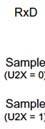 RxD
Sample
(U2X = 0)
Sample
(U2X = 1)